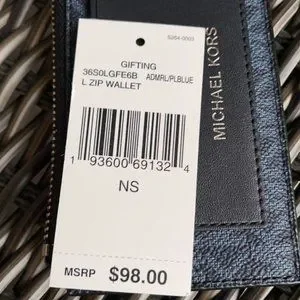 5264-0003
GIFTING
36S0LGFE6B ADMRL/PLBLUE
L ZIP WALLET
1 93600 69132 4
NS
MSRP $98.00
MICHAEL KORS